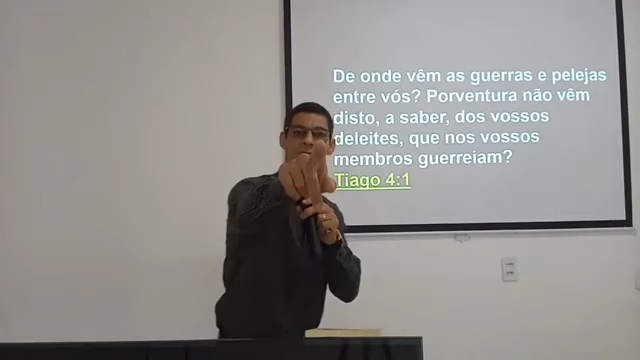 De onde vêm as guerras e pelejas
entre vós? Porventura não vêm
disto, a saber, dos vossos
deleites, que nos vossos
membros guerreiam?
Tiago 4:1